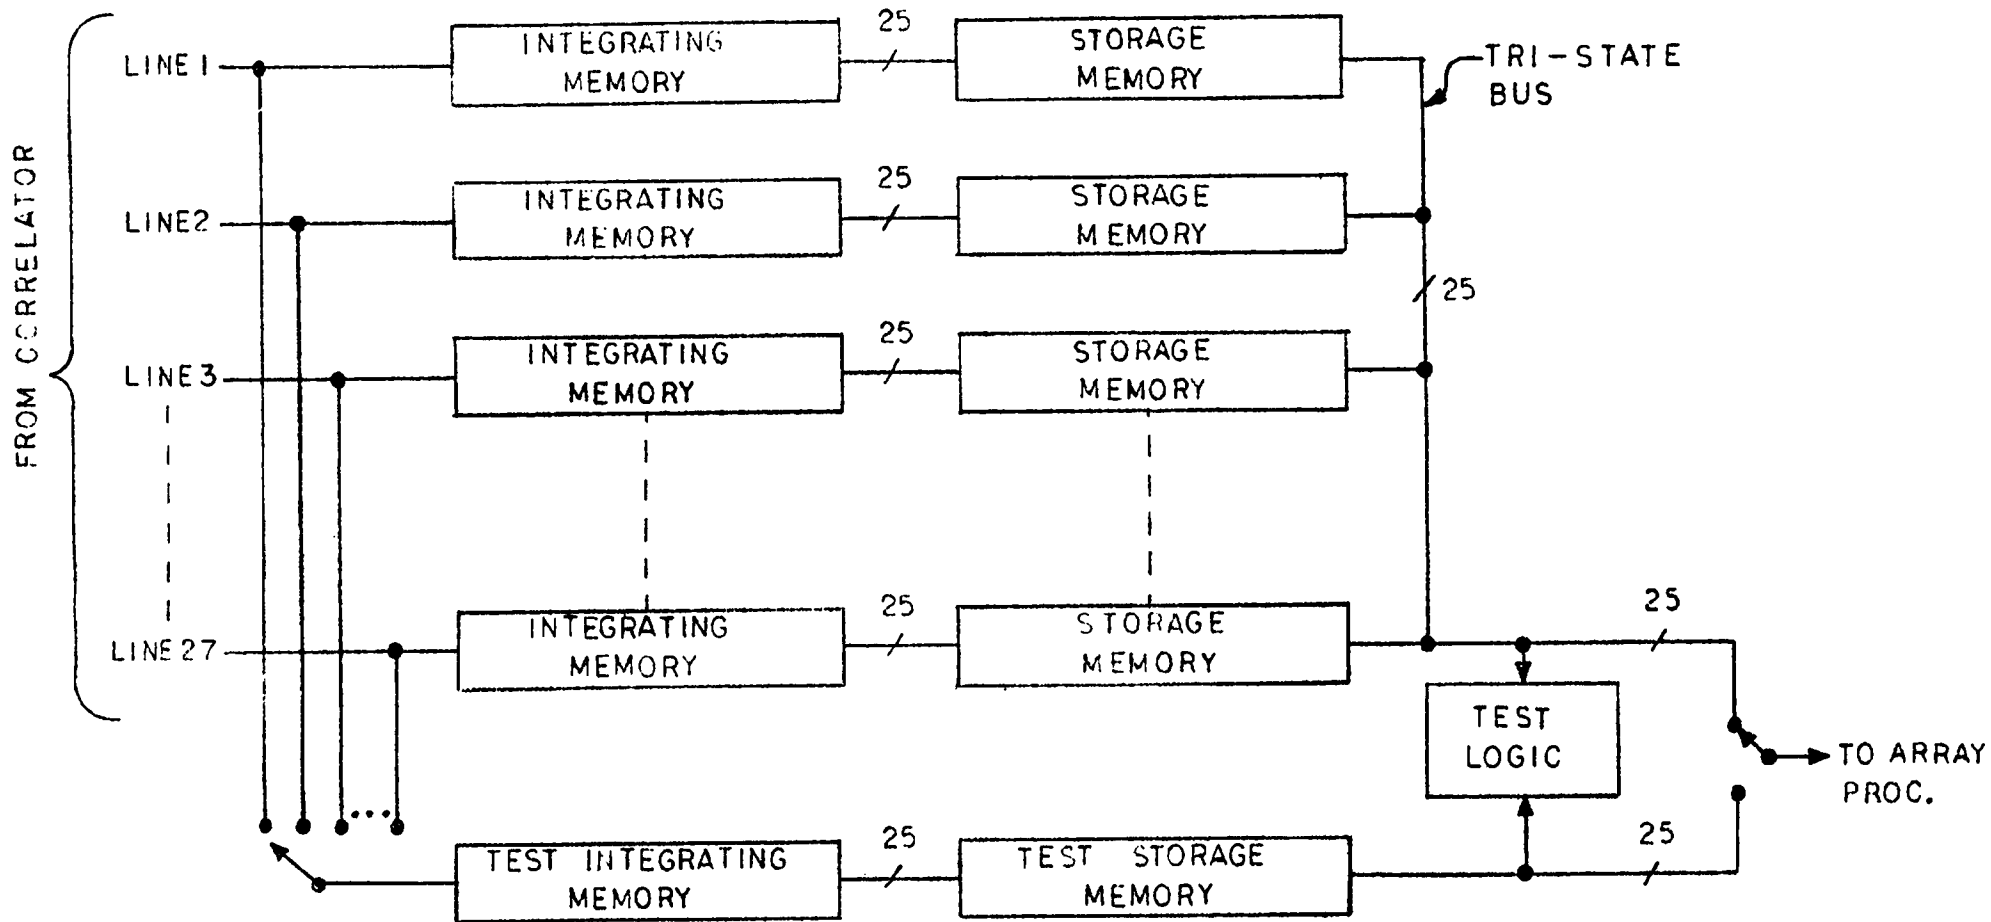 FROM CORRELATOR
LINE 1
INTEGRATING
MEMORY
25
STORAGE
MEMORY
TRI-STATE
BUS
LINE2
INTEGRATING
MEMORY
25
STORAGE
MEMORY
25
LINE3
INTEGRATING
MEMORY
25
STORAGE
MEMORY
LINE 27
INTEGRATING
MEMORY
25
STORAGE
MEMORY
25
TEST
LOGIC
TO ARRAY
PROC.
TEST INTEGRATING
MEMORY
25
TEST STORAGE
MEMORY
25